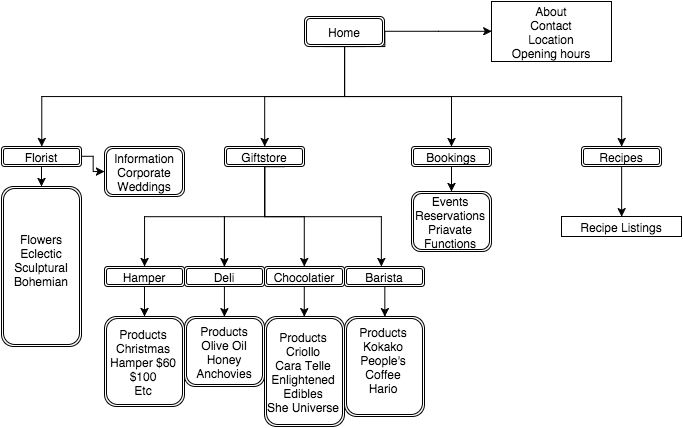 Home
About
Contact
Location
Opening hours
Florist
Giftstore
Bookings
Recipes
Information
Corporate
Weddings
Flowers
Eclectic
Sculptural
Bohemian
Events
Reservations
Priavate
Functions
Recipe Listings
Hamper
Deli
Chocolatier
Barista
Products
Christmas
Hamper $60
$100
Etc
Products
Olive Oil
Honey
Anchovies
Products
Criollo
Cara Telle
Enlightened
Edibles
She Universe
Products
Kokako
People's
Coffee
Hario